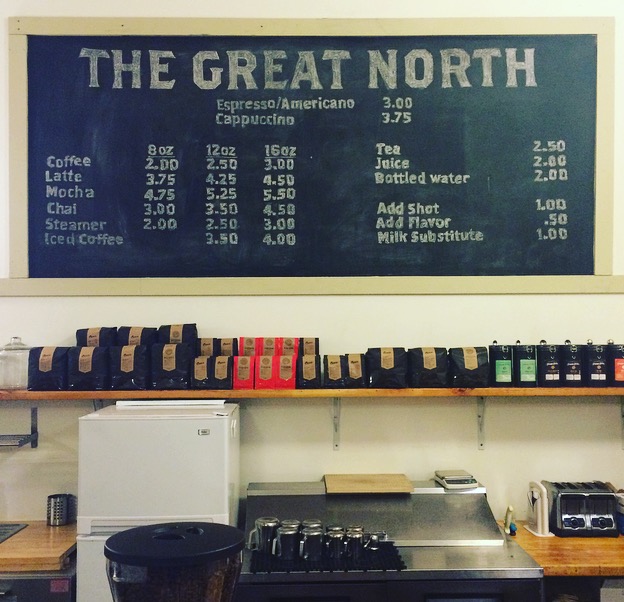 THE GREAT NORTH
Espresso/Americano 3.00
Cappuccino 3.75
8oz 12oz 16oz
Coffee 2.00 2.50 3.00
Latte 3.75 4.25 4.50
Mocha 4.75 5.25 5.50
Chai 3.00 3.50 4.50
Steamer 2.00 2.50 3.00
Iced Coffee 3.50 4.00
Tea 2.50
Juice 2.00
Bottled water 2.00
Add Shot 1.00
Add Flavor .50
Milk Substitute 1.00